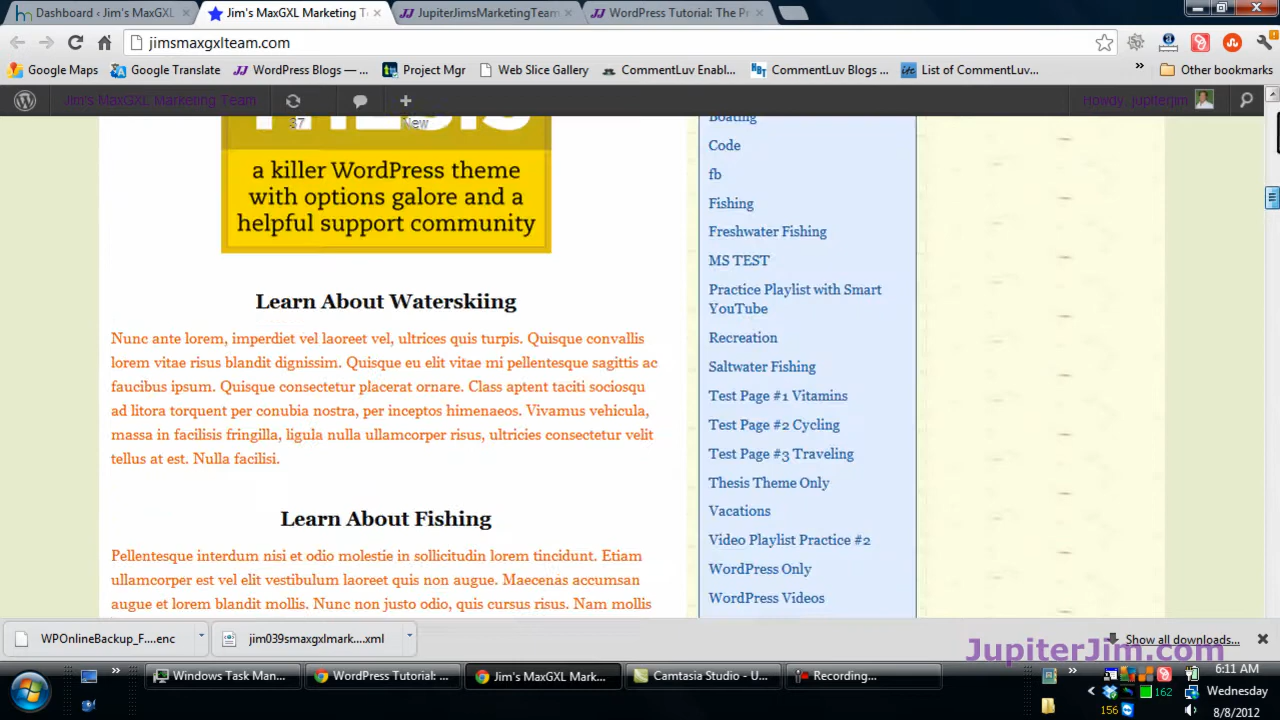 Dashboard ‹ Jim's MaxGXL
Jim's MaxGXL Marketing T
JupiterJimsMarketingTeam
WordPress Tutorial: The P
jimsmaxgxlteam.com
Google Maps
Google Translate
WordPress Blogs —...
Project Mgr
Web Slice Gallery
CommentLuv Enabl...
CommentLuv Blogs ...
List of CommentLuv...
Other bookmarks
Jim's MaxGXL Marketing Team
Howdy, jupiterjim
37
New
THESIS
a killer WordPress theme
with options galore and a
helpful support community
Learn About Waterskiing
Nunc ante lorem, imperdiet vel laoreet vel, ultrices quis turpis. Quisque convallis
lorem vitae risus blandit dignissim. Quisque eu elit vitae mi pellentesque sagittis ac
faucibus ipsum. Quisque consectetur placerat ornare. Class aptent taciti sociosqu
ad litora torquent per conubia nostra, per inceptos himenaeos. Vivamus vehicula,
massa in facilisis fringilla, ligula nulla ullamcorper risus, ultricies consectetur velit
tellus at est. Nulla facilisi.
Learn About Fishing
Pellentesque interdum nisi et odio molestie in sollicitudin lorem tincidunt. Etiam
ullamcorper est vel elit vestibulum laoreet quis non augue. Maecenas accumsan
augue et lorem blandit mollis. Nunc non justo odio, quis cursus risus. Nam mollis
Boating
Code
fb
Fishing
Freshwater Fishing
MS TEST
Practice Playlist with Smart
YouTube
Recreation
Saltwater Fishing
Test Page #1 Vitamins
Test Page #2 Cycling
Test Page #3 Traveling
Thesis Theme Only
Vacations
Video Playlist Practice #2
WordPress Only
WordPress Videos
WPOnlineBackup_F....enc
jim039smaxgxlmark....xml
Show all downloads...
JupiterJim.com
Windows Task Man...
WordPress Tutorial: ...
Jim's MaxGXL Mark...
Camtasia Studio - U...
Recording...
162
156
6:11 AM
Wednesday
8/8/2012